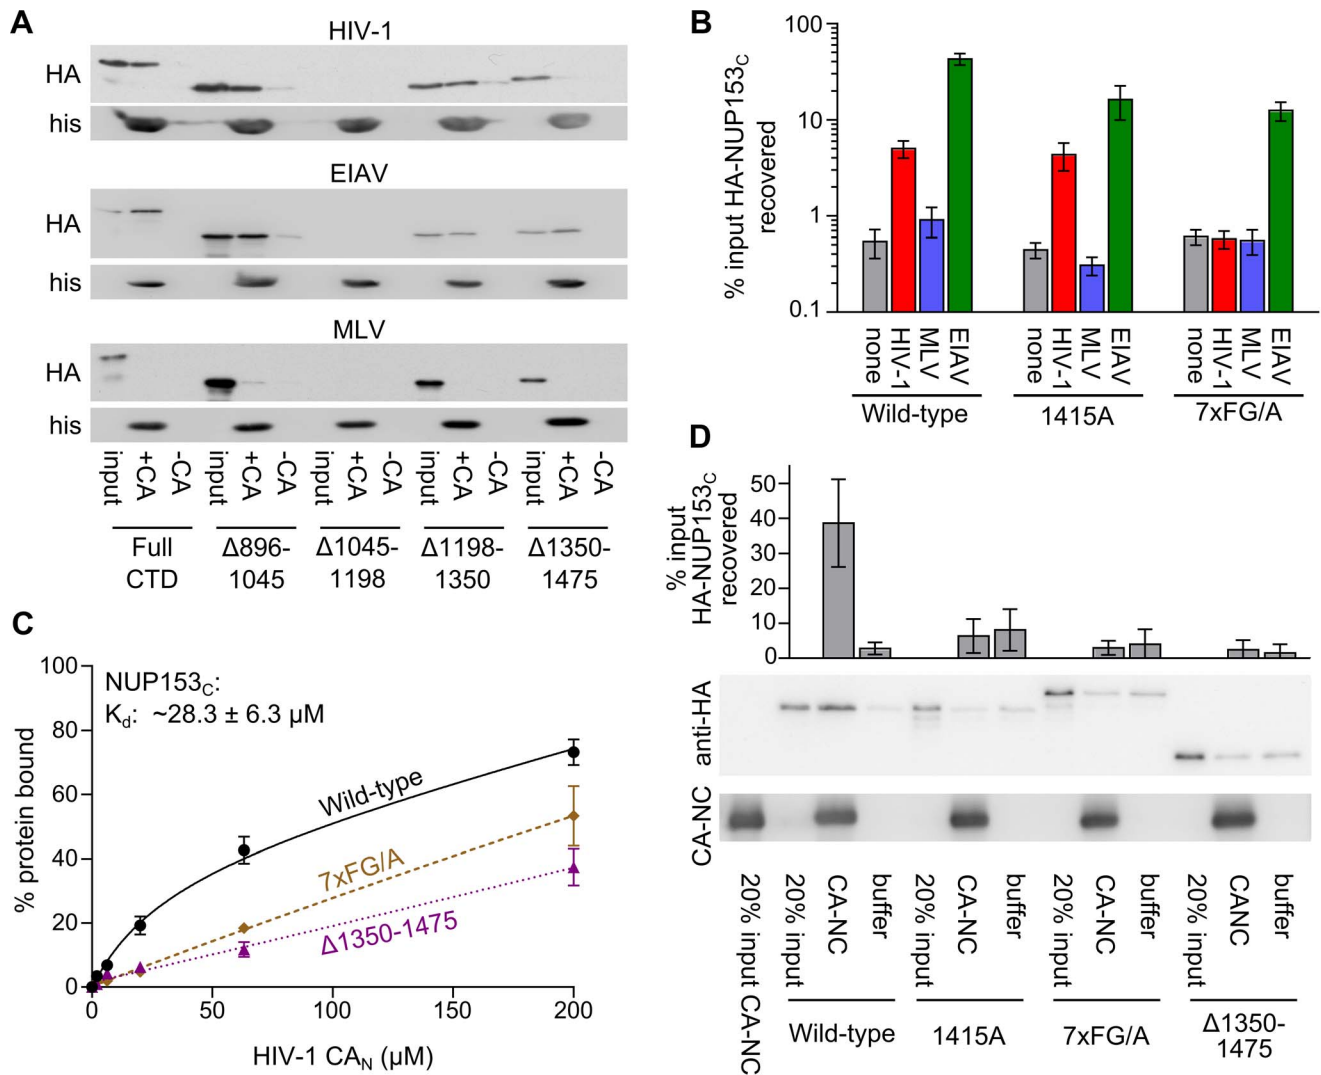 A
HIV-1
HA
his
EIAV
HA
his
MLV
HA
his
input
+CA
-CA
input
+CA
-CA
input
+CA
-CA
input
+CA
-CA
input
+CA
-CA
Full
CTD
Δ896-
1045
Δ1045-
1198
Δ1198-
1350
Δ1350-
1475
B
% input HA-NUP153C
recovered
100
10
1
0.1
none
HIV-1
MLV
EIAV
none
HIV-1
MLV
EIAV
none
HIV-1
MLV
EIAV
Wild-type
1415A
7xFG/A
C
% protein bound
100
80
60
40
20
0
NUP153C:
Kd: ~28.3 ± 6.3 µM
Wild-type
7xFG/A
Δ1350-1475
0
50
100
150
200
HIV-1 CAN (µM)
D
% input
HA-NUP153C
recovered
50
40
30
20
10
0
anti-HA
CA-NC
20% input CA-NC
20% input
CA-NC
buffer
20% input
CA-NC
buffer
20% input
CA-NC
buffer
20% input
CANC
buffer
Wild-type
1415A
7xFG/A
Δ1350-
1475